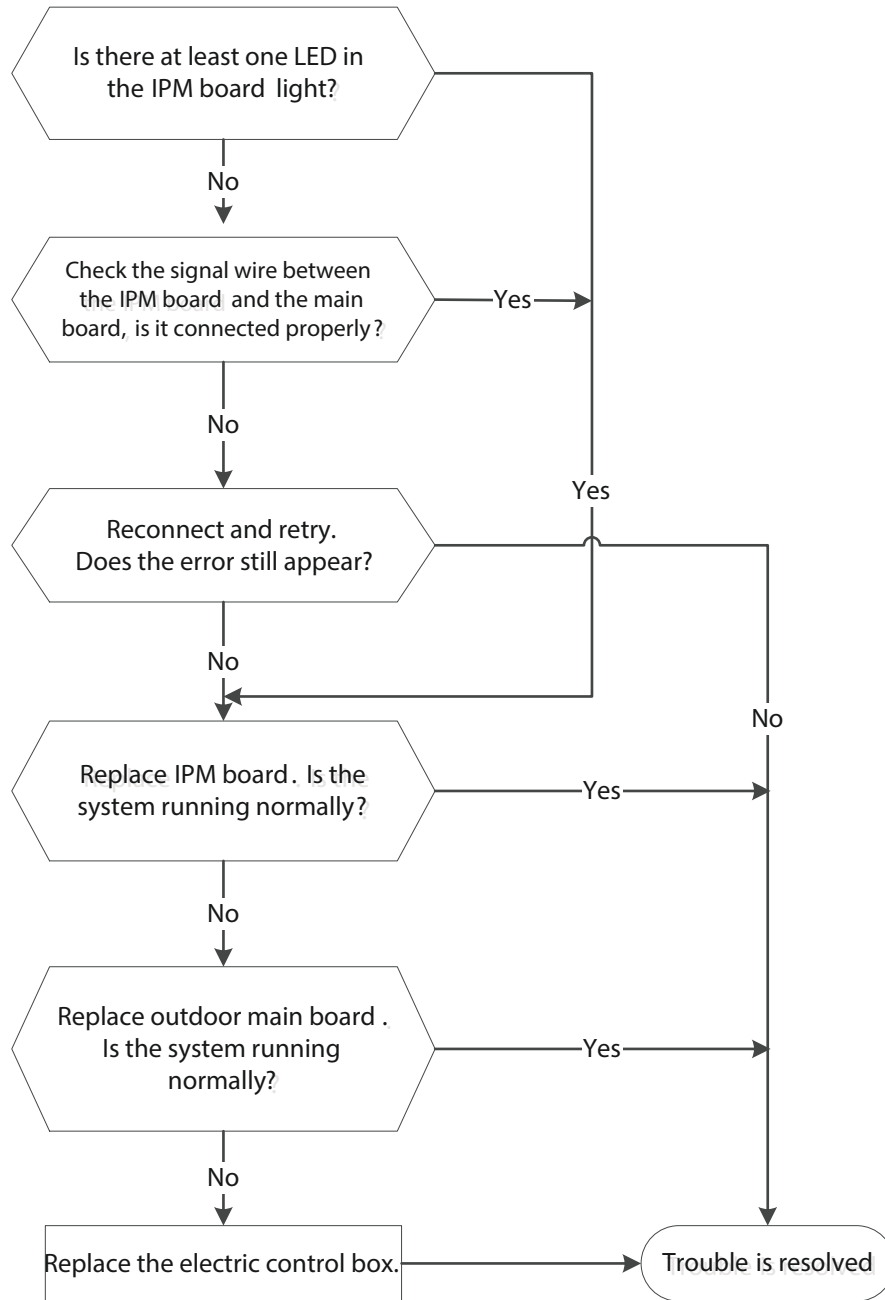 Is there at least one LED in
the IPM board light?
No
Check the signal wire between
the IPM board and the main
board, is it connected properly?
Yes
No
Yes
Reconnect and retry.
Does the error still appear?
No
No
Replace IPM board. Is the
system running normally?
Yes
No
Replace outdoor main board.
Is the system running
normally?
Yes
No
Replace the electric control box.
Trouble is resolved